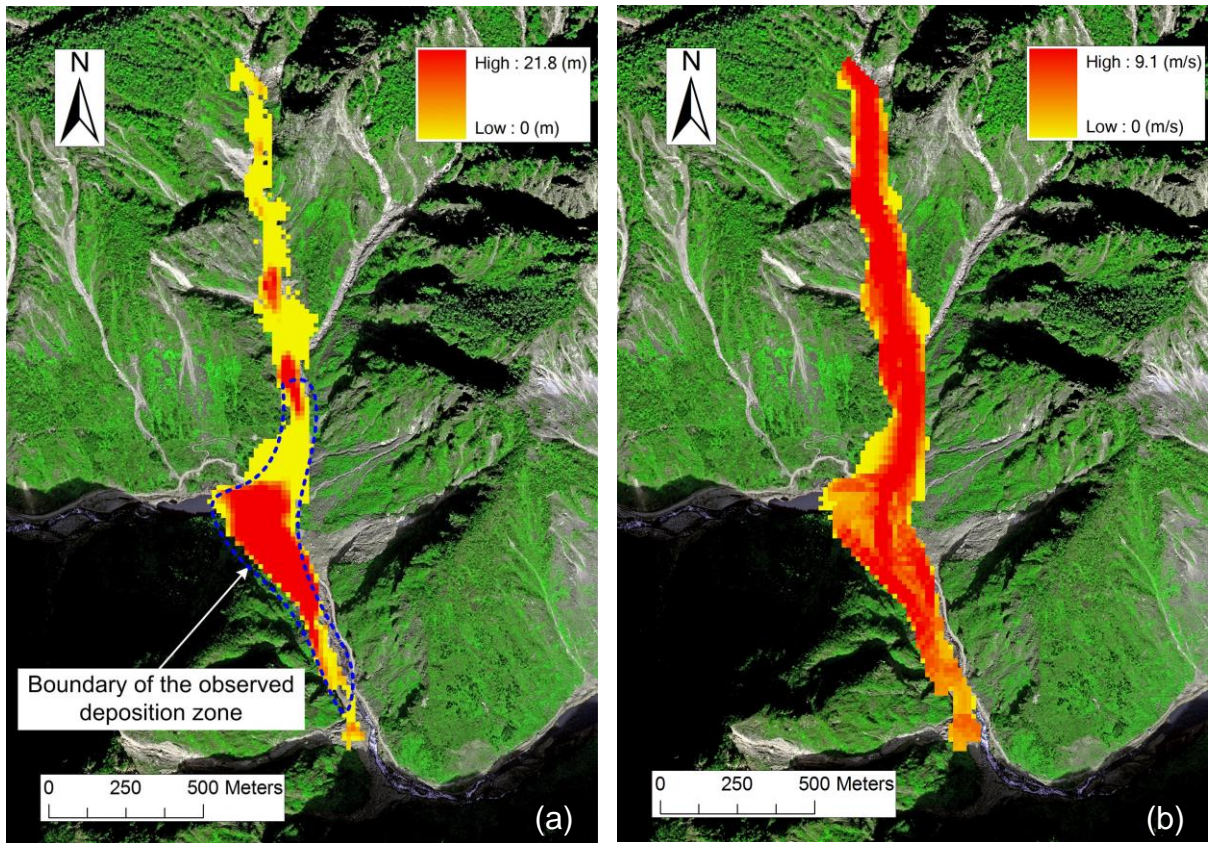 N
High : 21.8 (m)
Low : 0 (m)
Boundary of the observed
deposition zone
0 250 500 Meters
(a)
N
High : 9.1 (m/s)
Low : 0 (m/s)
0 250 500 Meters
(b)